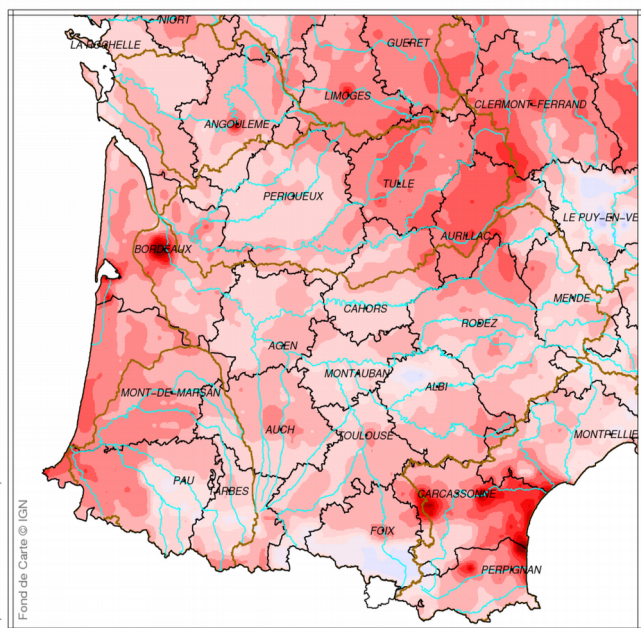 NIORT
LA ROCHELLE
GUERET
LIMOGES
CLERMONT-FERRAND
ANGOULEME
TULLE
PERIGUEUX
LE PUY-EN-VE
AURILLAC
BORDEAUX
MENDE
CAHORS
RODEZ
AGEN
MONTAUBAN
ALBI
MONT-DE-MARSAN
AUCH
TOULOUSE
MONTPELLIE
PAU
TARBES
CARCASSONNE
FOIX
PERPIGNAN
Fond de Carte © IGN